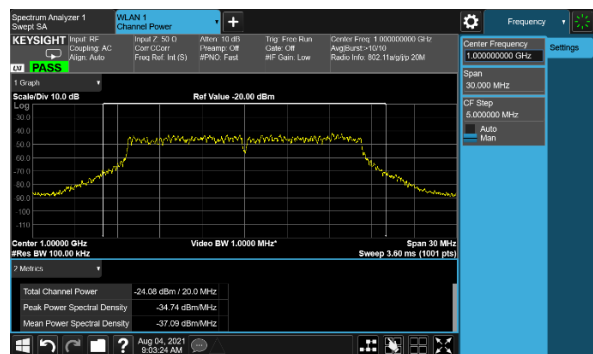 Spectrum Analyzer 1
Swept SA
WLAN 1
Channel Power
+
Frequency
KEYSIGHT
Input: RF
Coupling: AC
Align: Auto
Input Z: 50 Ω
Corr CCorr
Freq Ref: Int (S)
Atten: 10 dB
Preamp: Off
#PNO: Fast
Trig: Free Run
Gate: Off
#IF Gain: Low
Center Freq: 1.000000000 GHz
Avg|Burst:>10/10
Radio Info: 802.11a/g/j/p 20M
LXI
PASS
Center Frequency
1.000000000 GHz
Settings
Span
30.000 MHz
CF Step
5.000000 MHz
Auto
Man
1 Graph
Scale/Div 10.0 dB
Ref Value -20.00 dBm
Log
-30.0
-40.0
-50.0
-60.0
-70.0
-80.0
-90.0
-100
-110
Center 1.00000 GHz
#Res BW 100.00 kHz
Video BW 1.0000 MHz*
Span 30 MHz
Sweep 3.60 ms (1001 pts)
2 Metrics
Total Channel Power -24.08 dBm / 20.0 MHz
Peak Power Spectral Density -34.74 dBm/MHz
Mean Power Spectral Density -37.09 dBm/MHz
?
Aug 04, 2021
9:03:24 AM